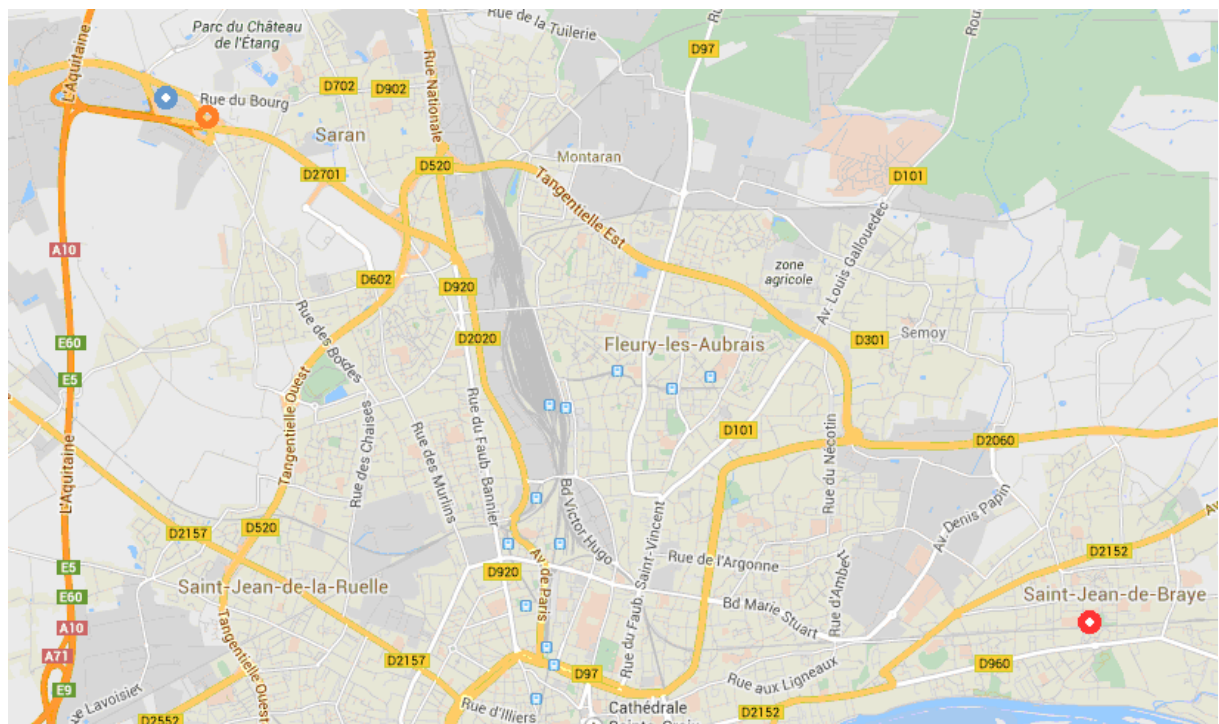 Parc du Château
de l'Étang
Rue de la Tuilerie
D97
L'Aquitaine
Rue Nationale
D702
D902
Rue du Bourg
Saran
Montaran
D520
D2701
D101
Tangentielle Est
A10
zone
agricole
Av. Louis Gallouedec
D602
D920
Rue des Bordes
D2020
E60
Fleury-les-Aubrais
D301
Semoy
E5
Tangentielle Ouest
Rue des Chaises
Rue des Murlins
Rue du Faub. Bannier
D101
Rue du Nécotin
D2060
L'Aquitaine
Bd Victor Hugo
Av. Denis Papin
D2157
D520
Rue du Faub. Saint-Vincent
Rue de l'Argonne
D2152
E5
D920
Av. de Paris
Saint-Jean-de-la-Ruelle
Saint-Jean-de-Braye
E60
Bd Marie Stuart
Rue d'Ambert
A10
A71
D2157
Tangentielle Ouest
D97
Rue aux Ligneaux
D960
E9
Lavoisier
D2552
Rue d'Illiers
Cathédrale
D2152